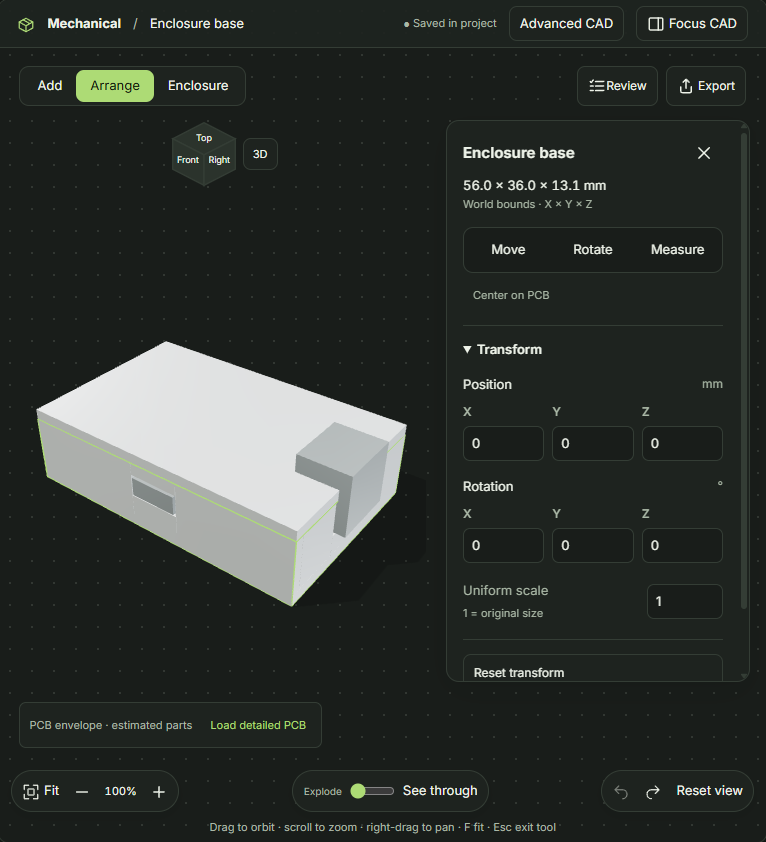 Mechanical / Enclosure base
Saved in project
Advanced CAD
Focus CAD
Add
Arrange
Enclosure
Review
Export
Top
Front
Right
3D
Enclosure base
56.0 × 36.0 × 13.1 mm
World bounds · X × Y × Z
Move
Rotate
Measure
Center on PCB
Transform
Position mm
X Y Z
0 0 0
Rotation °
X Y Z
0 0 0
Uniform scale
1
1 = original size
Reset transform
PCB envelope · estimated parts
Load detailed PCB
Fit
100%
Explode
See through
Reset view
Drag to orbit · scroll to zoom · right-drag to pan · F fit · Esc exit tool